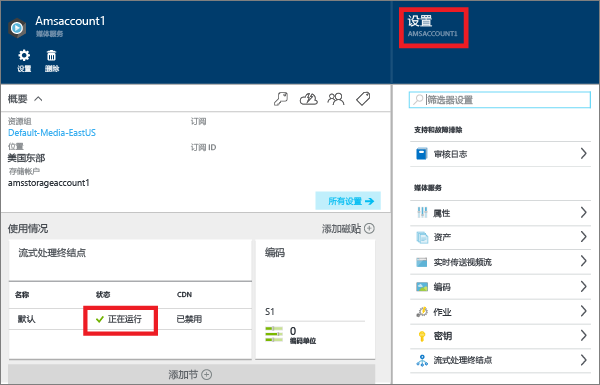 Amsaccount1
媒体服务
设置
删除
概要
资源组
Default-Media-EastUS
订阅
位置
美国东部
订阅 ID
存储帐户
amsstorageaccount1
所有设置
使用情况
添加磁贴
流式处理终结点
名称
状态
CDN
默认
正在运行
已禁用
编码
S1
0
编码单位
添加节
设置
AMSACCOUNT1
筛选器设置
支持和故障排除
审核日志
媒体服务
属性
资产
实时传送视频流
编码
作业
密钥
流式处理终结点